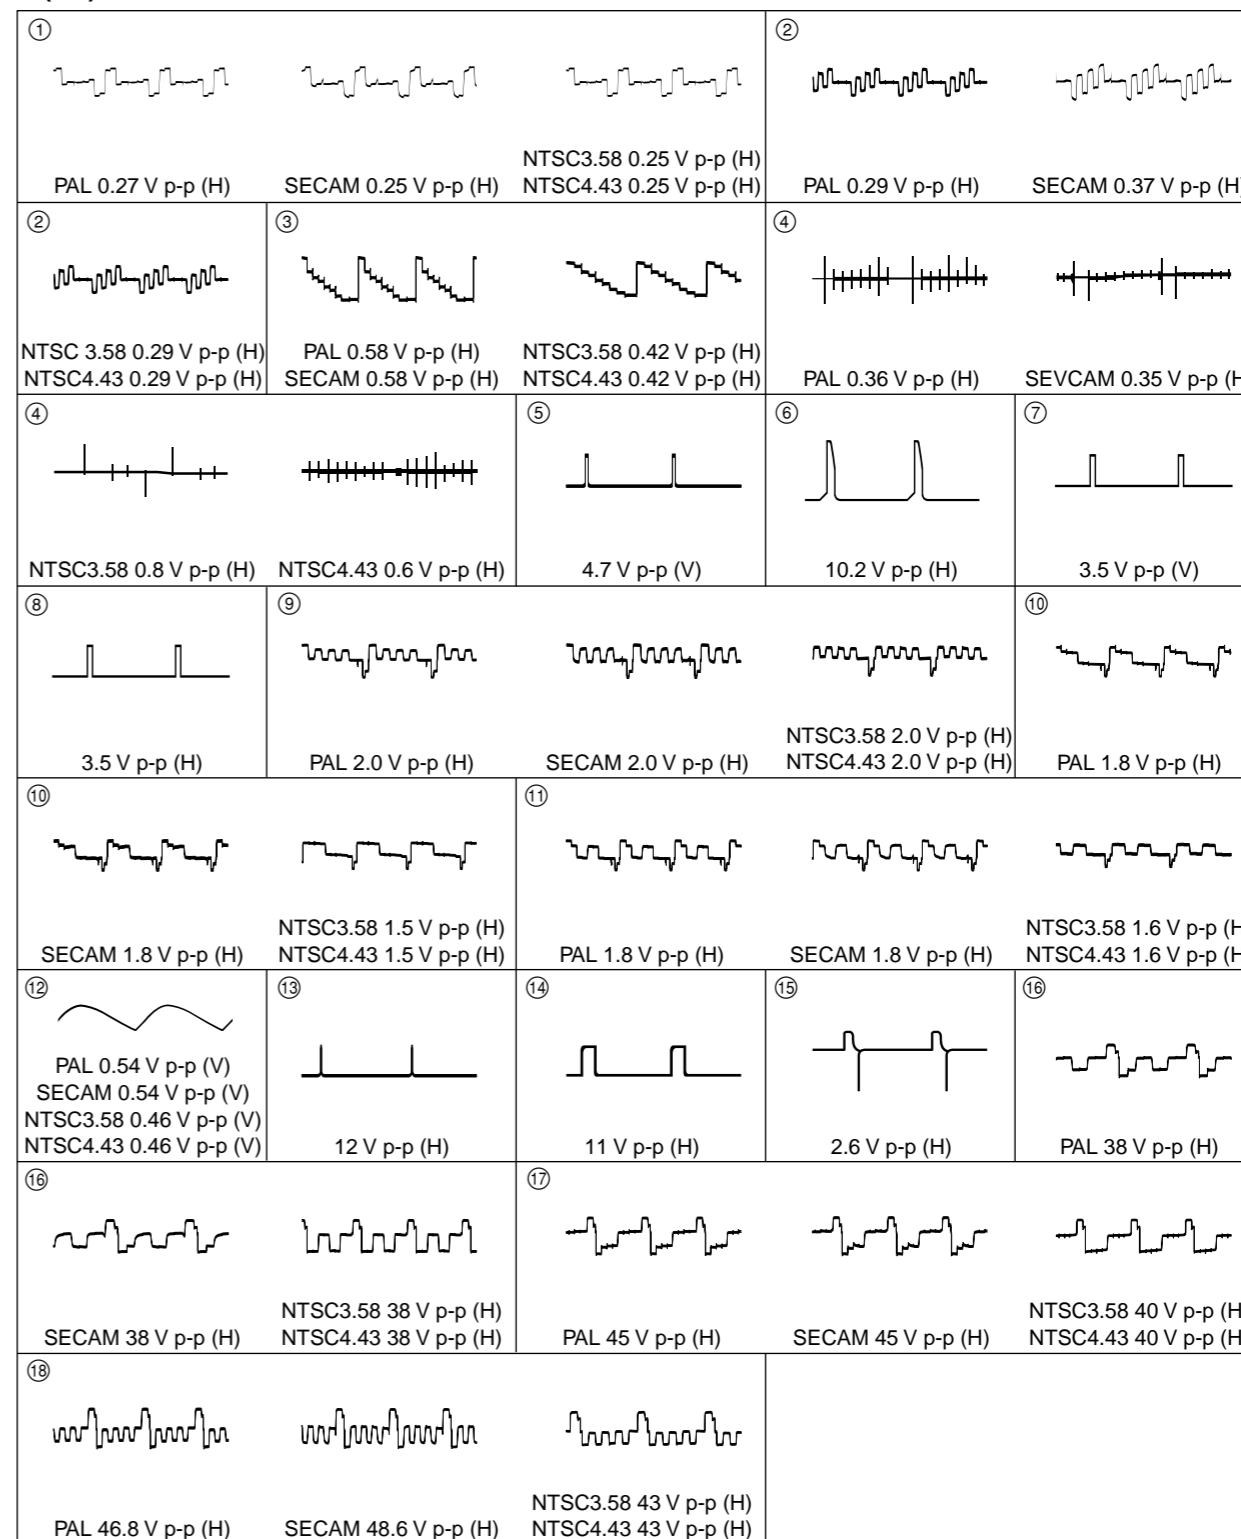 ① ②
NTSC3.58 0.25 V p-p (H)
PAL 0.27 V p-p (H) SECAM 0.25 V p-p (H) NTSC4.43 0.25 V p-p (H) PAL 0.29 V p-p (H) SECAM 0.37 V p-p (H)
② ③ ④
NTSC 3.58 0.29 V p-p (H) PAL 0.58 V p-p (H) NTSC3.58 0.42 V p-p (H)
NTSC4.43 0.29 V p-p (H) SECAM 0.58 V p-p (H) NTSC4.43 0.42 V p-p (H) PAL 0.36 V p-p (H) SEVCAM 0.35 V p-p (H
④ ⑤ ⑥ ⑦
NTSC3.58 0.8 V p-p (H) NTSC4.43 0.6 V p-p (H) 4.7 V p-p (V) 10.2 V p-p (H) 3.5 V p-p (V)
⑧ ⑨ ⑩
NTSC3.58 2.0 V p-p (H)
3.5 V p-p (H) PAL 2.0 V p-p (H) SECAM 2.0 V p-p (H) NTSC4.43 2.0 V p-p (H) PAL 1.8 V p-p (H)
⑩ ⑪
NTSC3.58 1.5 V p-p (H) NTSC3.58 1.6 V p-p (H
SECAM 1.8 V p-p (H) NTSC4.43 1.5 V p-p (H) PAL 1.8 V p-p (H) SECAM 1.8 V p-p (H) NTSC4.43 1.6 V p-p (H
⑫ ⑬ ⑭ ⑮ ⑯
PAL 0.54 V p-p (V)
SECAM 0.54 V p-p (V)
NTSC3.58 0.46 V p-p (V)
NTSC4.43 0.46 V p-p (V) 12 V p-p (H) 11 V p-p (H) 2.6 V p-p (H) PAL 38 V p-p (H)
⑯ ⑰
NTSC3.58 38 V p-p (H) NTSC3.58 40 V p-p (H
SECAM 38 V p-p (H) NTSC4.43 38 V p-p (H) PAL 45 V p-p (H) SECAM 45 V p-p (H) NTSC4.43 40 V p-p (H
⑱
NTSC3.58 43 V p-p (H)
PAL 46.8 V p-p (H) SECAM 48.6 V p-p (H) NTSC4.43 43 V p-p (H)